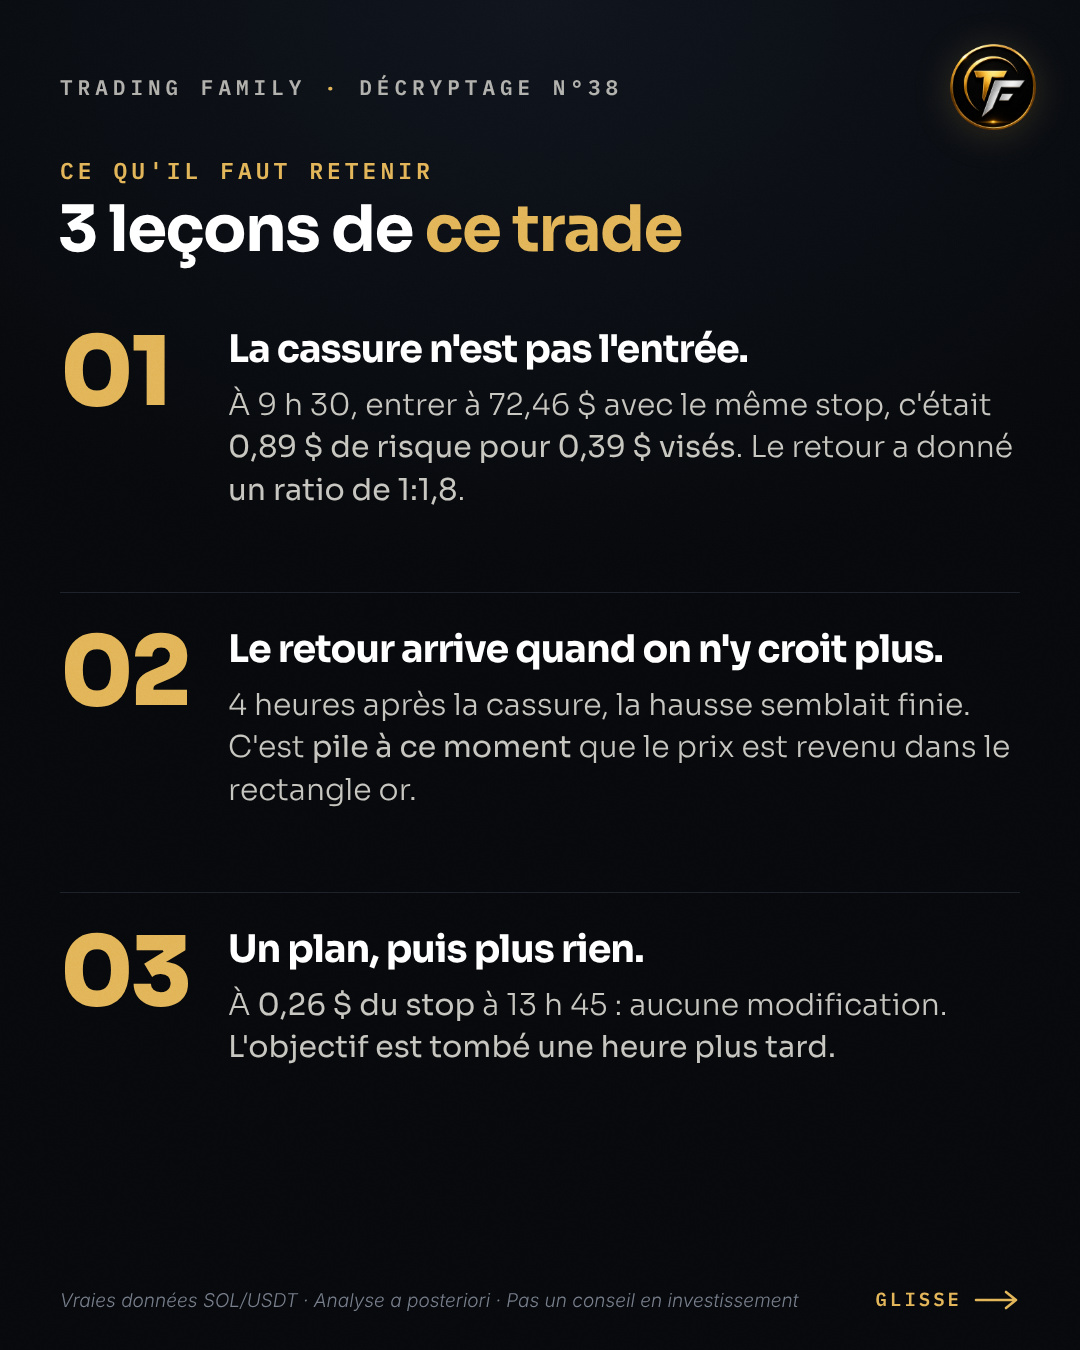 TRADING FAMILY · DÉCRYPTAGE N°38
TF
CE QU'IL FAUT RETENIR
3 leçons de ce trade
01
La cassure n'est pas l'entrée.
À 9 h 30, entrer à 72,46 $ avec le même stop, c'était
0,89 $ de risque pour 0,39 $ visés. Le retour a donné
un ratio de 1:1,8.
02
Le retour arrive quand on n'y croit plus.
4 heures après la cassure, la hausse semblait finie.
C'est pile à ce moment que le prix est revenu dans le
rectangle or.
03
Un plan, puis plus rien.
À 0,26 $ du stop à 13 h 45 : aucune modification.
L'objectif est tombé une heure plus tard.
Vraies données SOL/USDT · Analyse a posteriori · Pas un conseil en investissement
GLISSE →